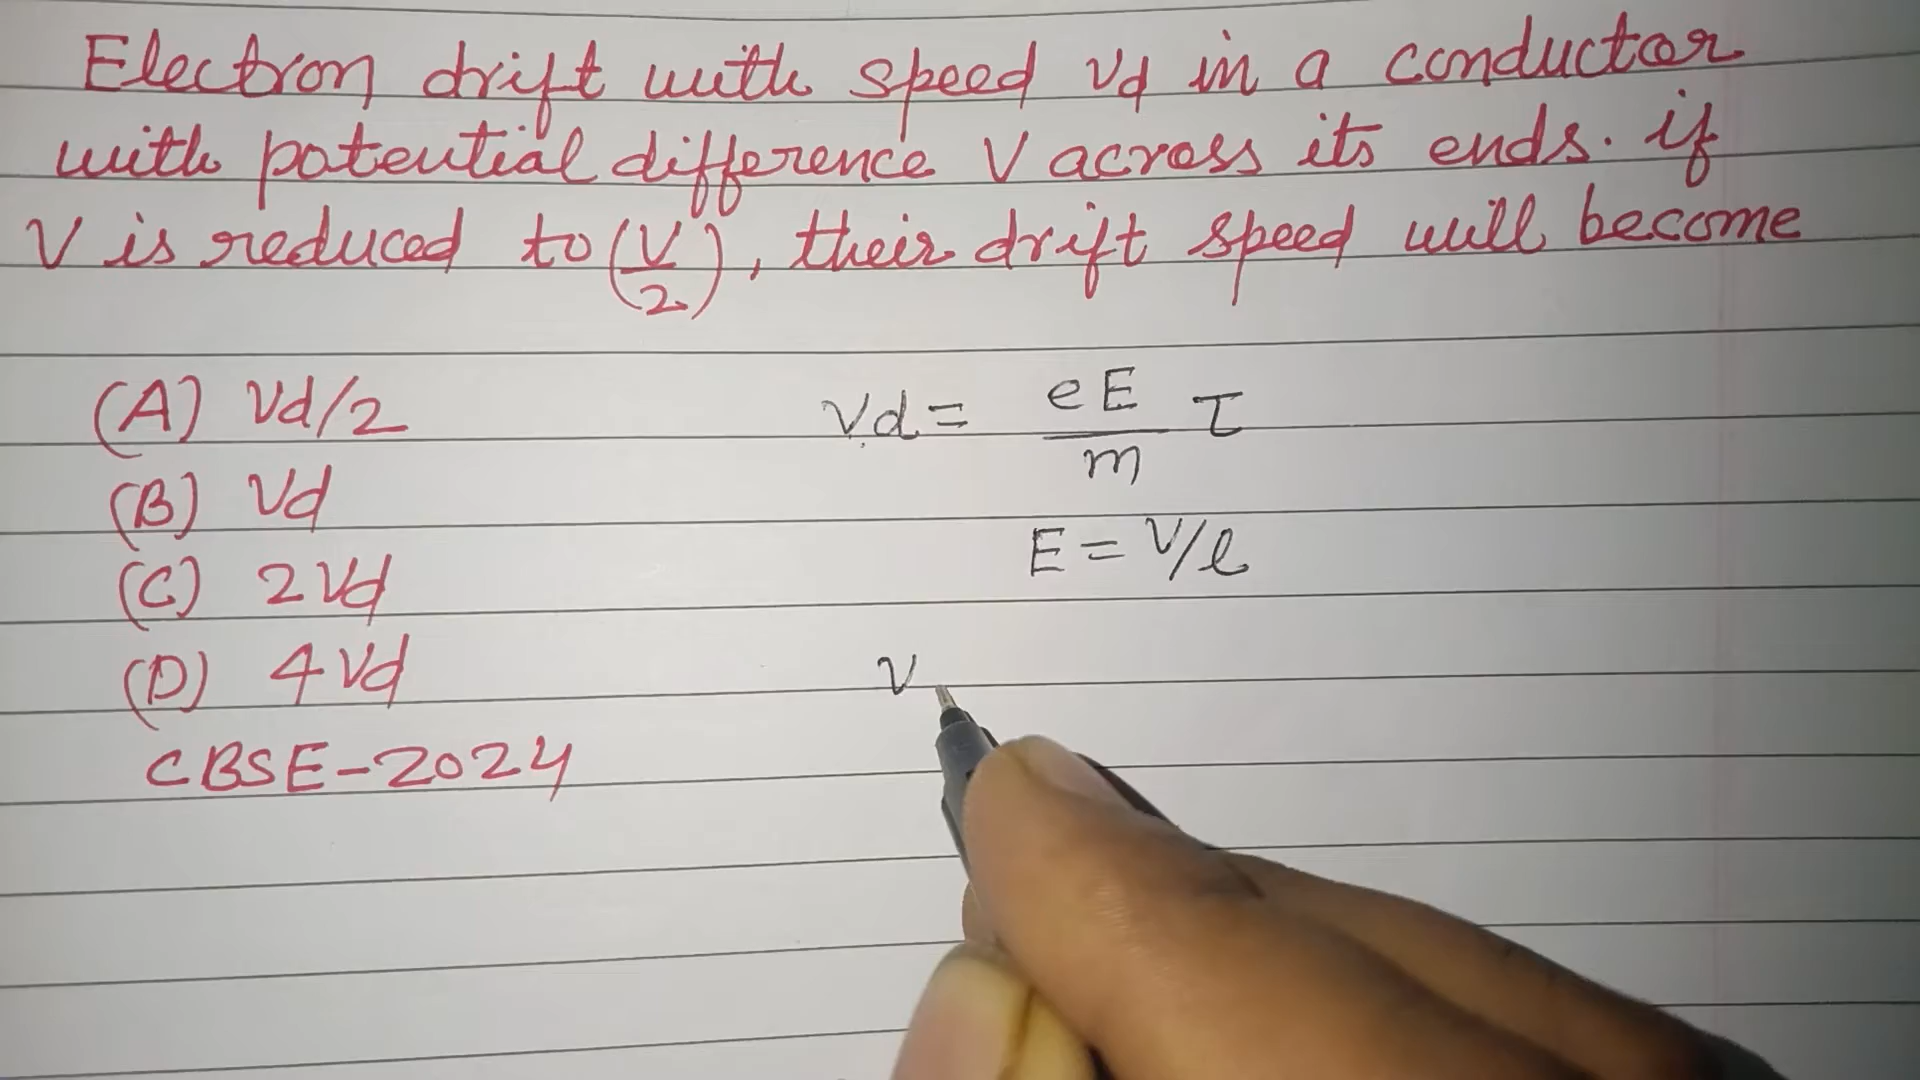 Electron drift with speed vd in a conductor
with potential difference V across its ends. if
V is reduced to (V/2), their drift speed will become
(A) Vd/2
(B) Vd
(C) 2Vd
(D) 4Vd
CBSE-2024
Vd = eE/m τ
E = V/l
V